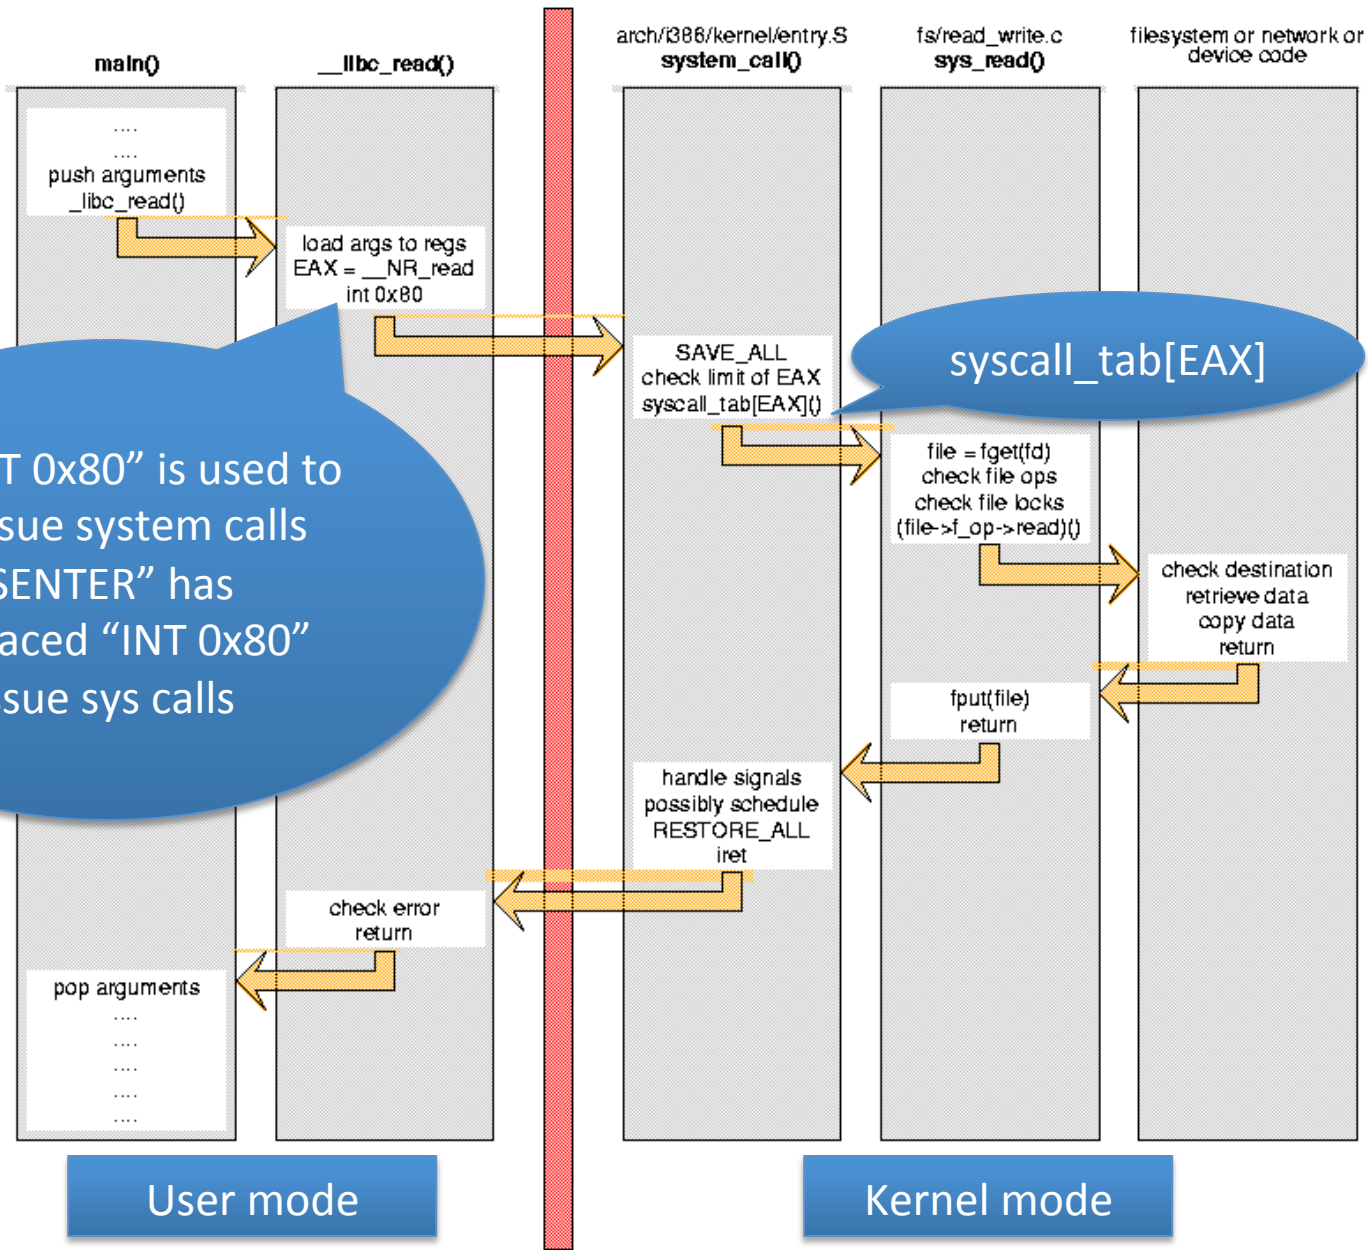 main()
__libc_read()
arch/i386/kernel/entry.S
system_call()
fs/read_write.c
sys_read()
filesystem or network or
device code
....
....
push arguments
_libc_read()
load args to regs
EAX = __NR_read
int 0x80
SAVE_ALL
check limit of EAX
syscall_tab[EAX]()
syscall_tab[EAX]
file = fget(fd)
check file ops
check file locks
(file->f_op->read)()
check destination
retrieve data
copy data
return
0x80” is used to
system calls
has
“INT 0x80”
sys calls
fput(file)
return
handle signals
possibly schedule
RESTORE_ALL
iret
check error
return
pop arguments
....
....
....
....
....
User mode
Kernel mode